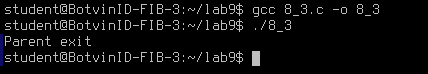 student@BotvinID-FIB-3:~/lab9$ gcc 8_3.c -o 8_3
student@BotvinID-FIB-3:~/lab9$ ./8_3
Parent exit
student@BotvinID-FIB-3:~/lab9$